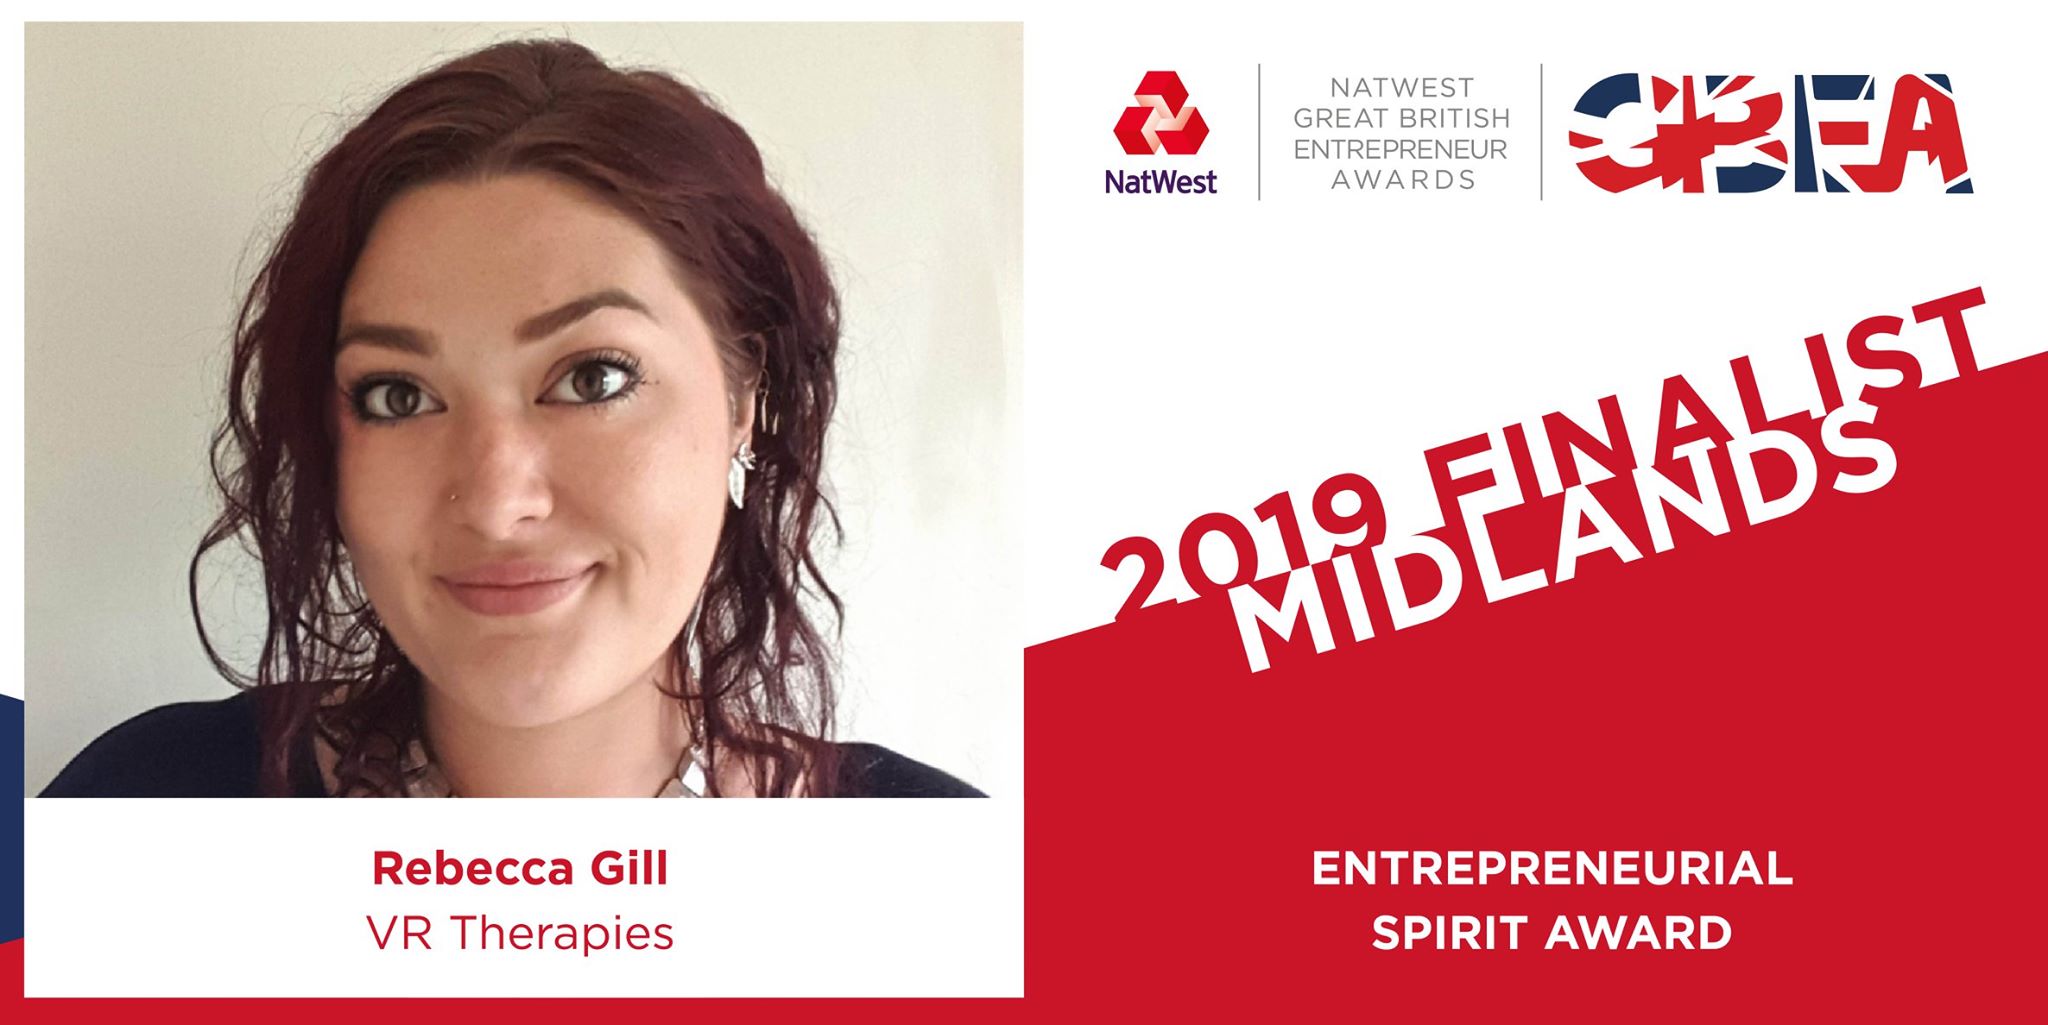 NatWest
NATWEST
GREAT BRITISH
ENTREPRENEUR
AWARDS
GBEA
2019 FINALIST
MIDLANDS
Rebecca Gill
VR Therapies
ENTREPRENEURIAL
SPIRIT AWARD